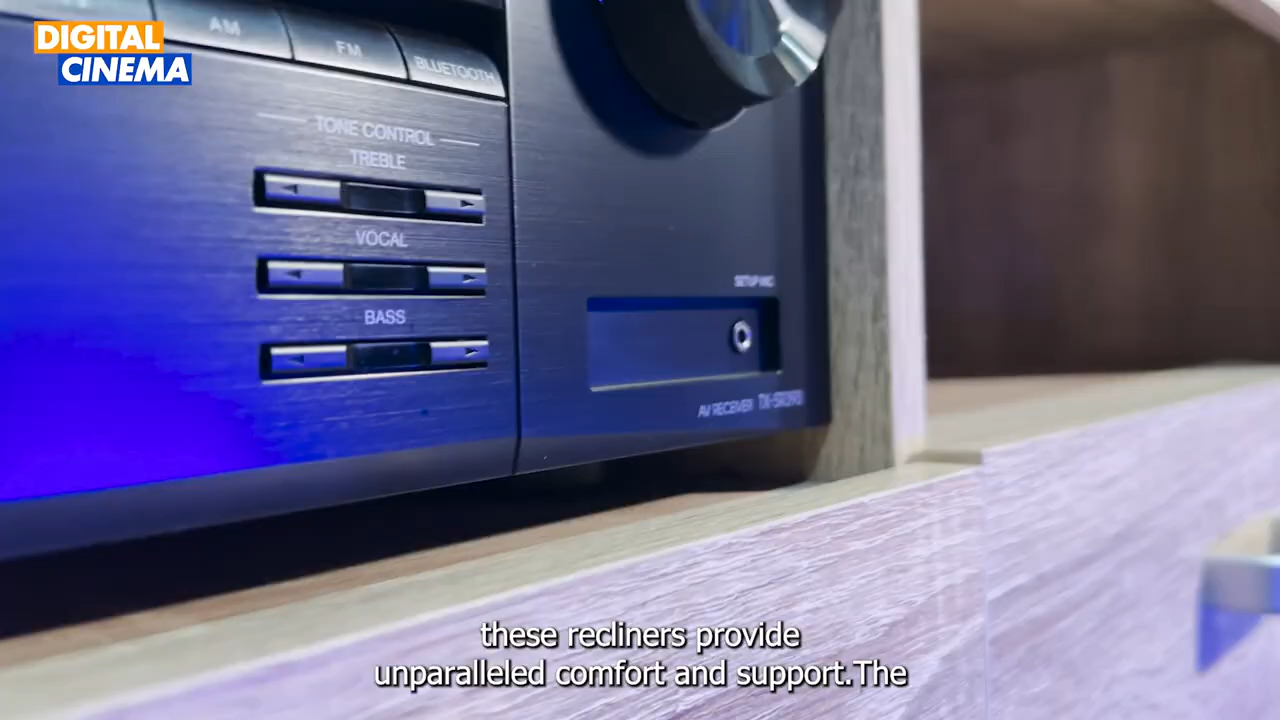 DIGITAL
CINEMA
AM
FM
BLUETOOTH
TONE CONTROL
TREBLE
VOCAL
BASS
SETUP MIC
AV RECEIVER
these recliners provide
unparalleled comfort and support.The